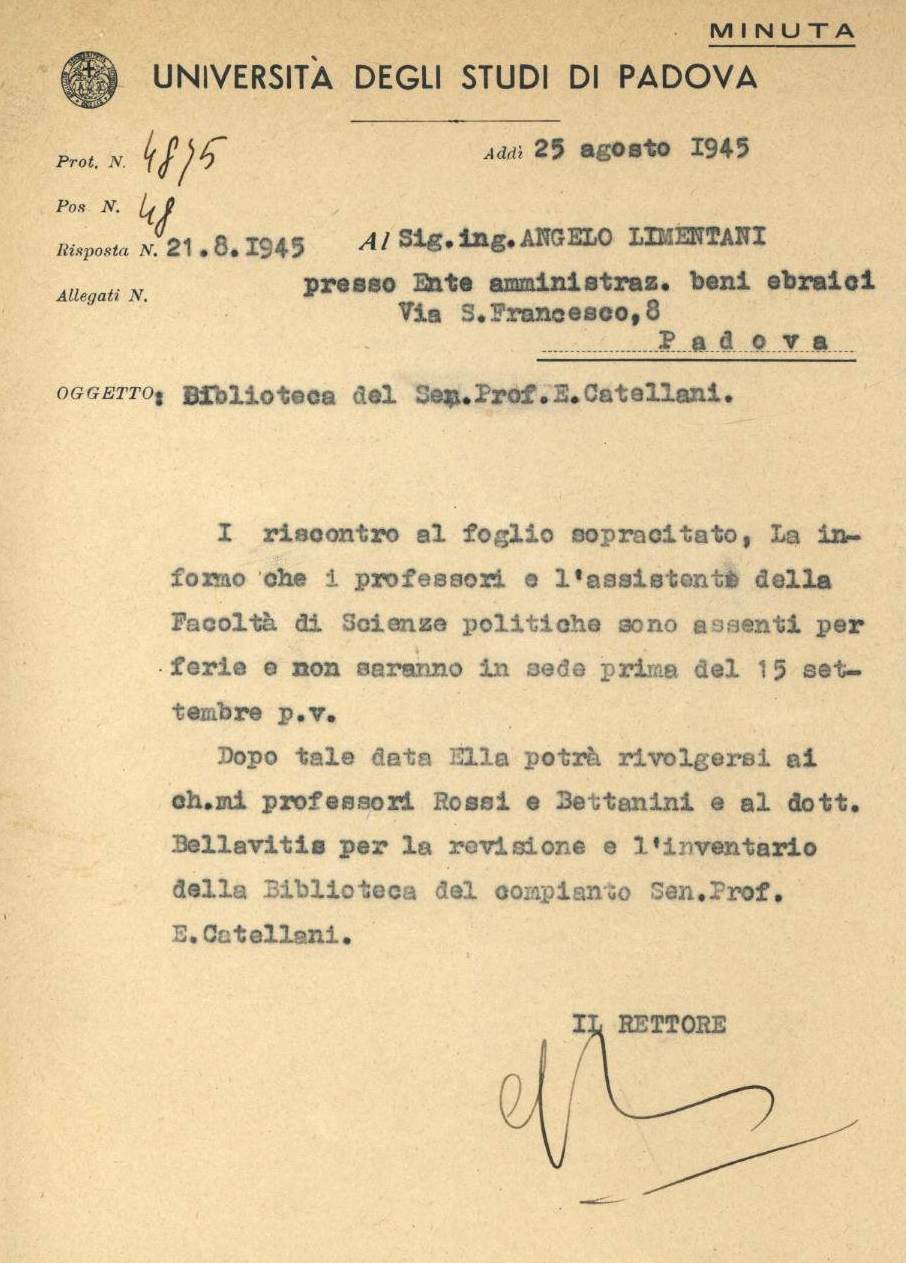 MINUTA
UNIVERSITÀ DEGLI STUDI DI PADOVA
Prot. N. 4875
Addì 25 agosto I945
Pos N. 48
Risposta N. 21.8.I945
Al Sig.ing.ANGELO LIMENTANI
Allegati N.
presso Ente amministraz. beni ebraici
Via S.Francesco,8
Padova
OGGETTO: Biblioteca del Sen.Prof.E.Catellani.
I riscontro al foglio sopracitato, La in-
formo che i professori e l'assistente della
Facoltà di Scienze politiche sono assenti per
ferie e non saranno in sede prima del 15 set-
tembre p.v.
Dopo tale data Ella potrà rivolgersi ai
ch.mi professori Rossi e Bettanini e al dott.
Bellavitis per la revisione e l'inventario
della Biblioteca del compianto Sen.Prof.
E.Catellani.
IL RETTORE